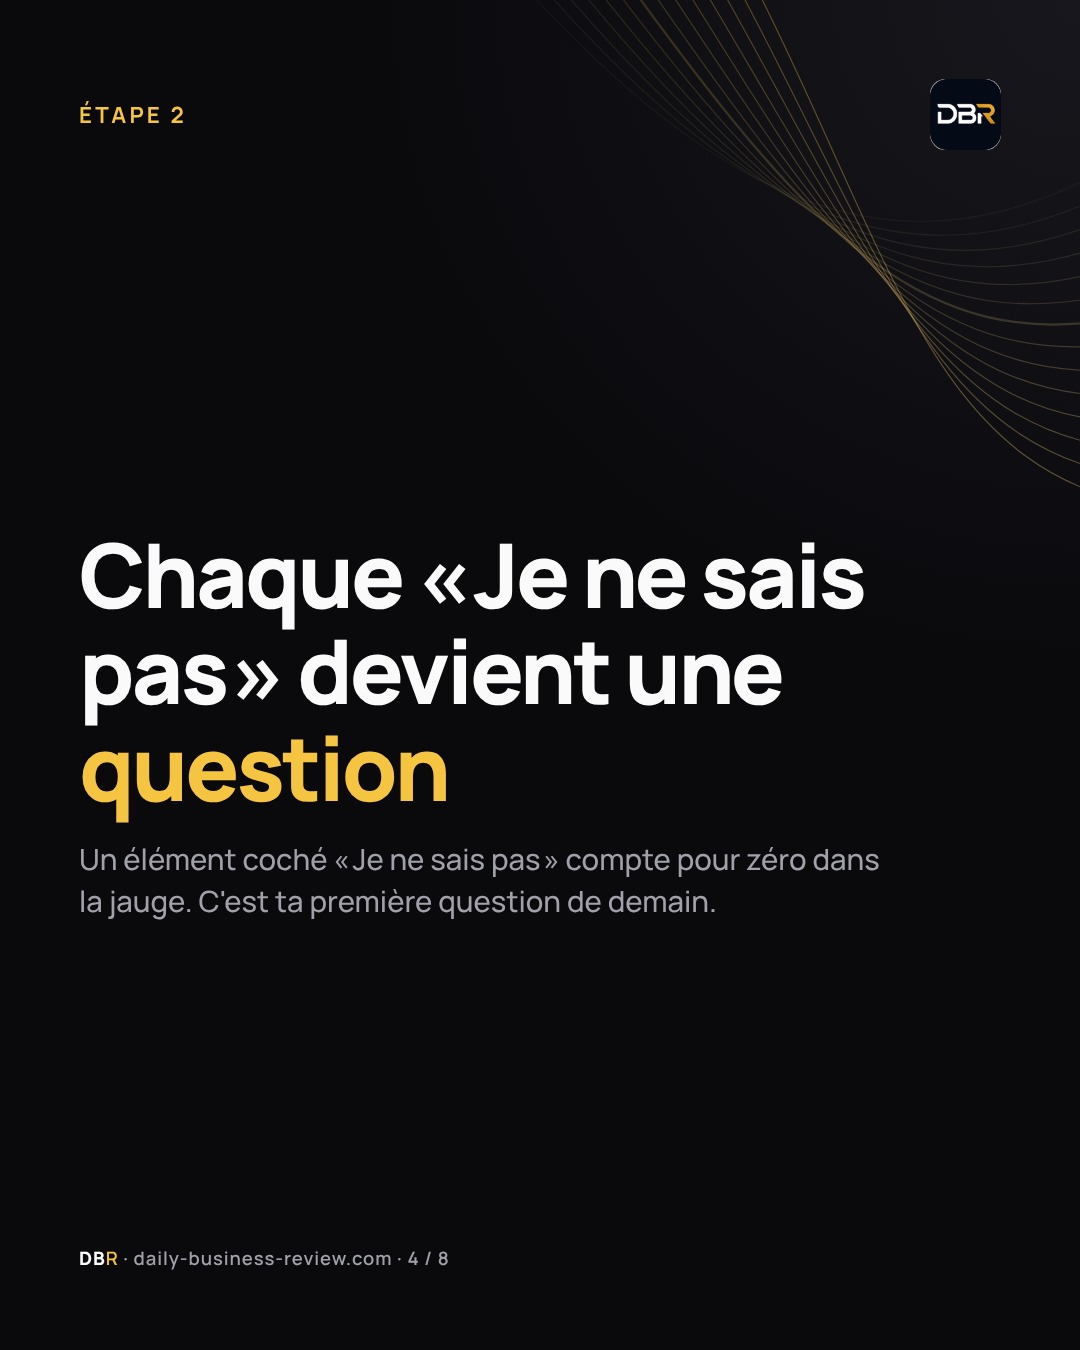 ÉTAPE 2
DBR
Chaque «Je ne sais
pas» devient une
question
Un élément coché «Je ne sais pas» compte pour zéro dans
la jauge. C'est ta première question de demain.
DBR · daily-business-review.com · 4 / 8